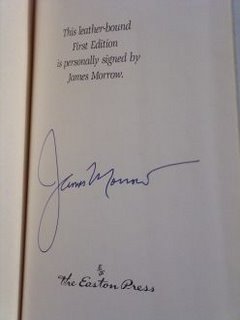 This leather-bound
First Edition
is personally signed by
James Morrow.
James Morrow
E
P
The Easton Press